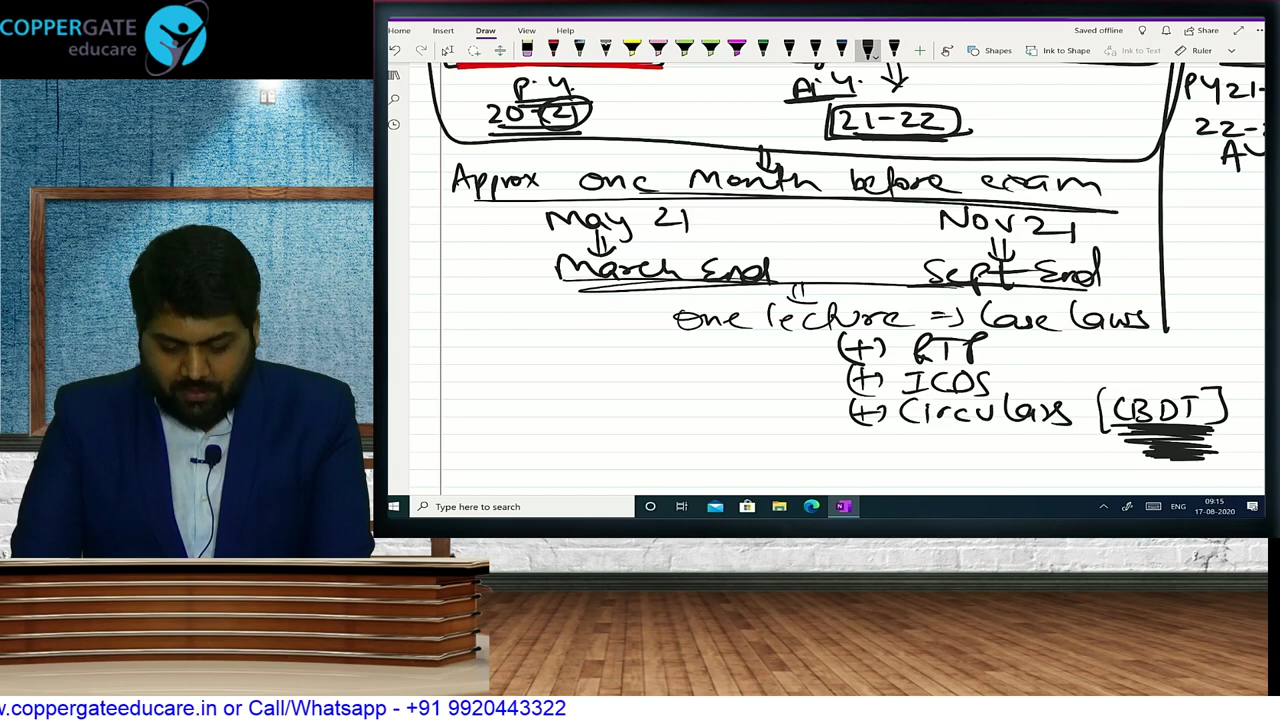 COPPERGATE
educare
Home Insert Draw View Help
Saved offline Share
Shapes Ink to Shape Ink to Text Ruler
P.Y. A.Y. PY 21-
20-21 21-22 22-
Approx one month before exam
May 21 Nov 21
March End Sept End
one lecture => Case laws
(+) RTP
(+) ICDS
(+) Circulars [CBDT]
Type here to search
ENG
09:15
17-08-2020
w.coppergateeducare.in or Call/Whatsapp - +91 9920443322